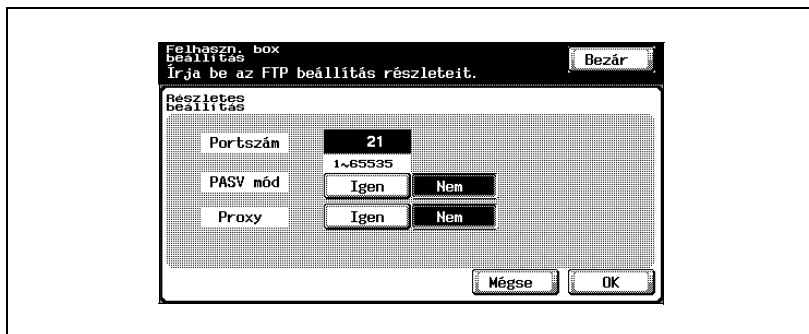 Felhaszn. box
beállítás
Írja be az FTP beállítás részleteit.
Bezár
Részletes
beállítás
Portszám
21
1~65535
PASV mód
Igen
Nem
Proxy
Igen
Nem
Mégse
OK